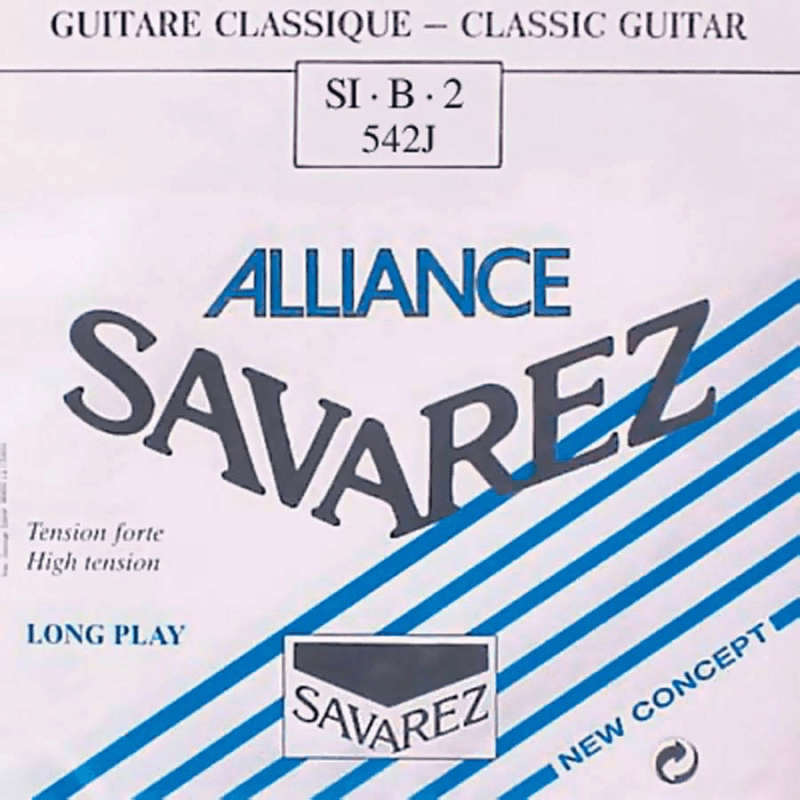 GUITARE CLASSIQUE – CLASSIC GUITAR
SI · B · 2
542J
ALLIANCE
SAVAREZ
Tension forte
High tension
LONG PLAY
SAVAREZ
NEW CONCEPT